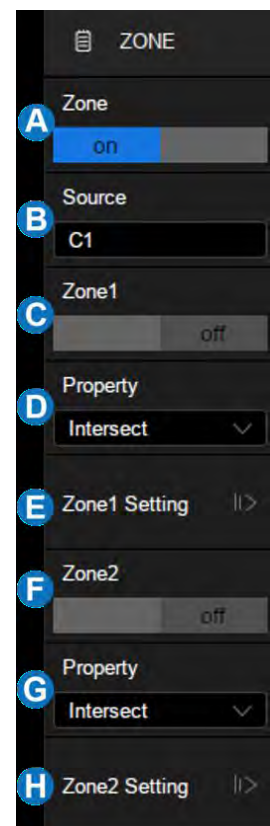 ZONE
Zone
A
on
Source
B
C1
Zone1
C
off
Property
D
Intersect
E Zone1 Setting
Zone2
F
off
Property
G
Intersect
H Zone2 Setting